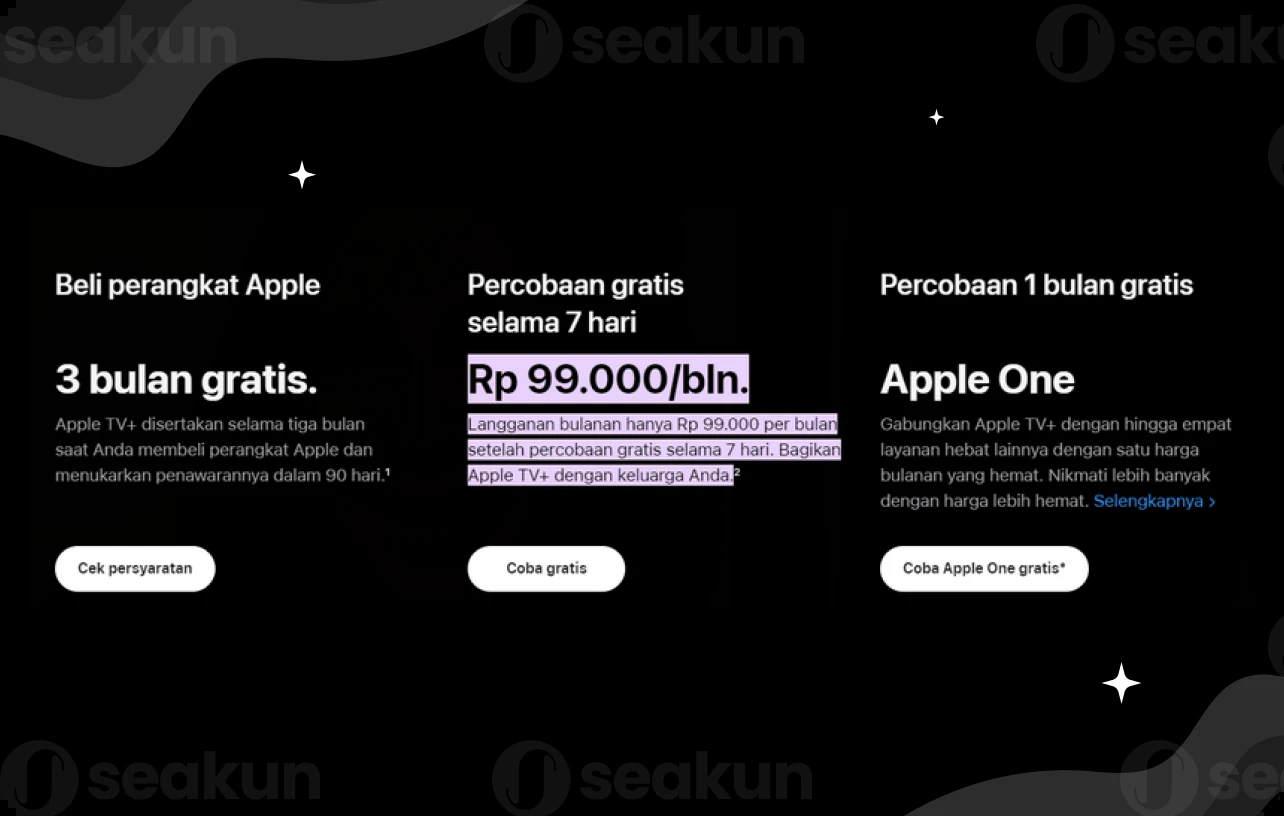 seakun
seakun
seak
Beli perangkat Apple
3 bulan gratis.
Apple TV+ disertakan selama tiga bulan
saat Anda membeli perangkat Apple dan
menukarkan penawarannya dalam 90 hari.¹
Cek persyaratan
Percobaan gratis
selama 7 hari
Rp 99.000/bln.
Langganan bulanan hanya Rp 99.000 per bulan
setelah percobaan gratis selama 7 hari. Bagikan
Apple TV+ dengan keluarga Anda.²
Coba gratis
Percobaan 1 bulan gratis
Apple One
Gabungkan Apple TV+ dengan hingga empat
layanan hebat lainnya dengan satu harga
bulanan yang hemat. Nikmati lebih banyak
dengan harga lebih hemat. Selengkapnya >
Coba Apple One gratis*
seakun
seakun
se